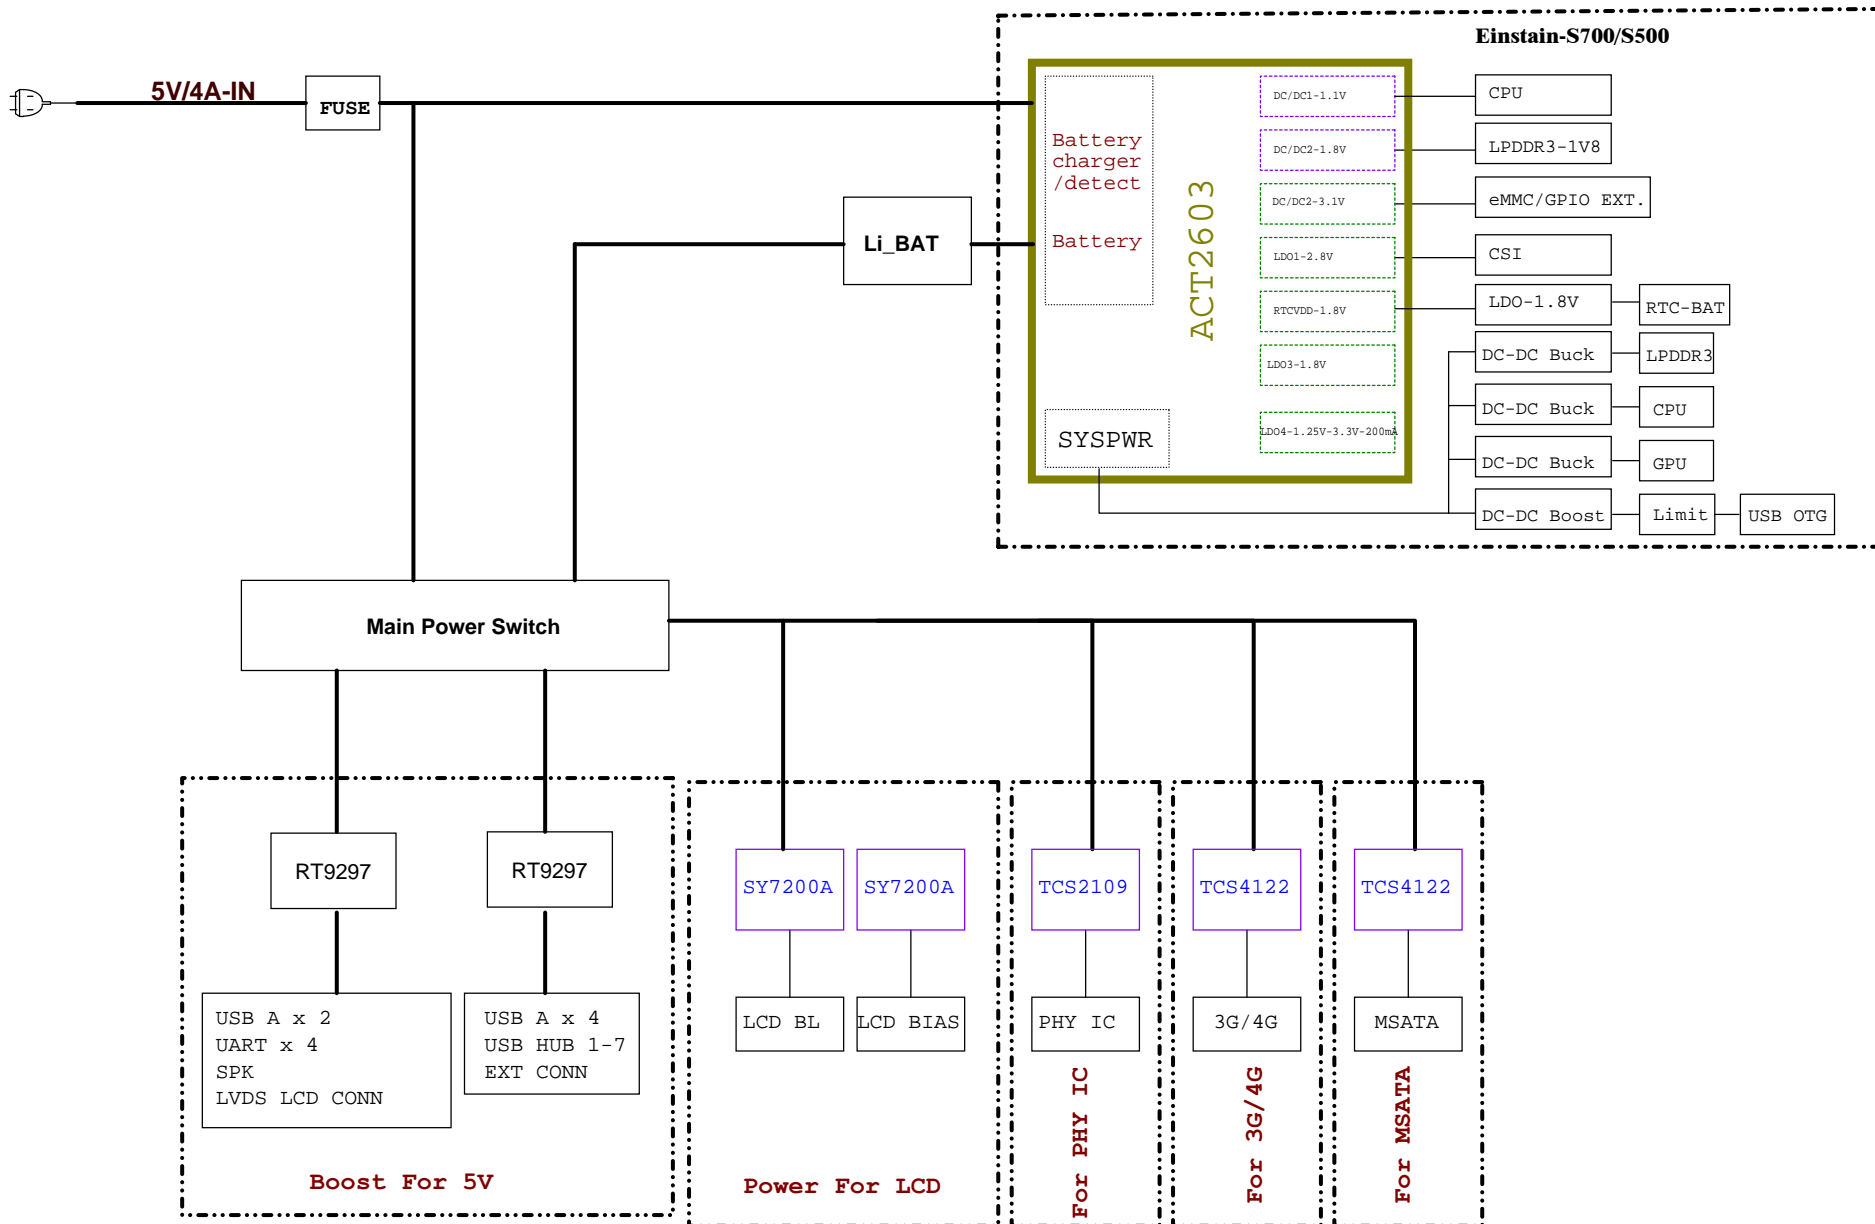 Einstain-S700/S500
5V/4A-IN
FUSE
Battery
charger
/detect
Battery
ACT2603
SYSPWR
DC/DC1-1.1V
DC/DC2-1.8V
DC/DC2-3.1V
LDO1-2.8V
RTCVDD-1.8V
LDO3-1.8V
LDO4-1.25V-3.3V-200mA
CPU
LPDDR3-1V8
eMMC/GPIO EXT.
CSI
LDO-1.8V
RTC-BAT
DC-DC Buck
LPDDR3
DC-DC Buck
CPU
DC-DC Buck
GPU
DC-DC Boost
Limit
USB OTG
Li_BAT
Main Power Switch
RT9297
RT9297
USB A x 2
UART x 4
SPK
LVDS LCD CONN
USB A x 4
USB HUB 1-7
EXT CONN
Boost For 5V
SY7200A
SY7200A
LCD BL
LCD BIAS
Power For LCD
TCS2109
PHY IC
For PHY IC
TCS4122
3G/4G
For 3G/4G
TCS4122
MSATA
For MSATA